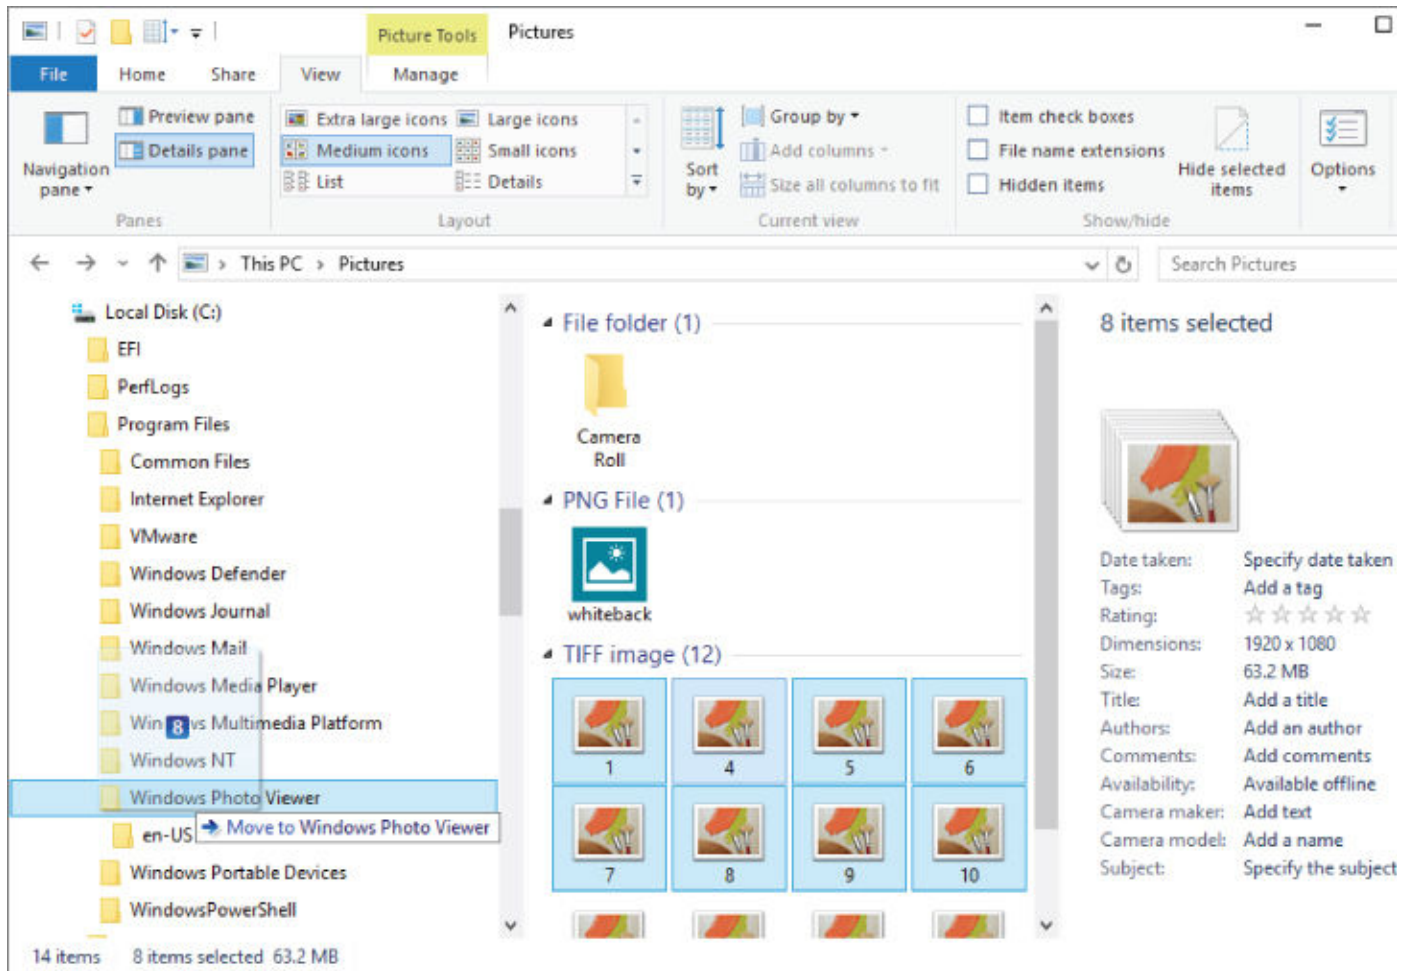 Picture Tools
Pictures
File
Home
Share
View
Manage
Navigation pane
Preview pane
Details pane
Panes
Extra large icons
Large icons
Medium icons
Small icons
List
Details
Layout
Sort by
Group by
Add columns
Size all columns to fit
Current view
Item check boxes
File name extensions
Hidden items
Hide selected items
Show/hide
Options
This PC > Pictures
Search Pictures
Local Disk (C:)
EFI
PerfLogs
Program Files
Common Files
Internet Explorer
VMware
Windows Defender
Windows Journal
Windows Mail
Windows Media Player
Win 8 vs Multimedia Platform
Windows NT
Windows Photo Viewer
en-US
Move to Windows Photo Viewer
Windows Portable Devices
WindowsPowerShell
File folder (1)
Camera Roll
PNG File (1)
whiteback
TIFF image (12)
1 4 5 6
7 8 9 10
8 items selected
Date taken: Specify date taken
Tags: Add a tag
Rating:
Dimensions: 1920 x 1080
Size: 63.2 MB
Title: Add a title
Authors: Add an author
Comments: Add comments
Availability: Available offline
Camera maker: Add text
Camera model: Add a name
Subject: Specify the subject
14 items 8 items selected 63.2 MB